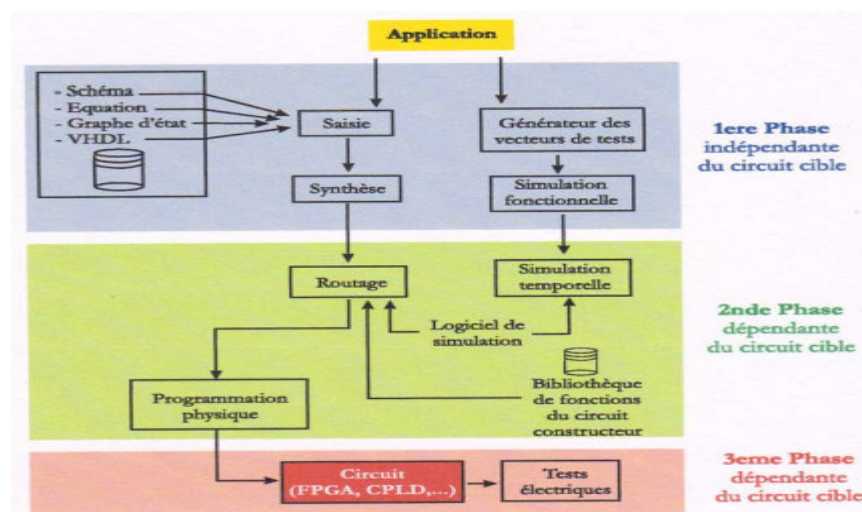 Application
- Schéma
- Equation
- Graphe d'état
- VHDL
Saisie
Générateur des
vecteurs de tests
1ere Phase
indépendante
du circuit cible
Synthèse
Simulation
fonctionnelle
Routage
Simulation
temporelle
Logiciel de
simulation
2nde Phase
dépendante
du circuit cible
Programmation
physique
Bibliothèque
de fonctions
du circuit
constructeur
Circuit
(FPGA, CPLD,...)
Tests
électriques
3eme Phase
dépendante
du circuit cible